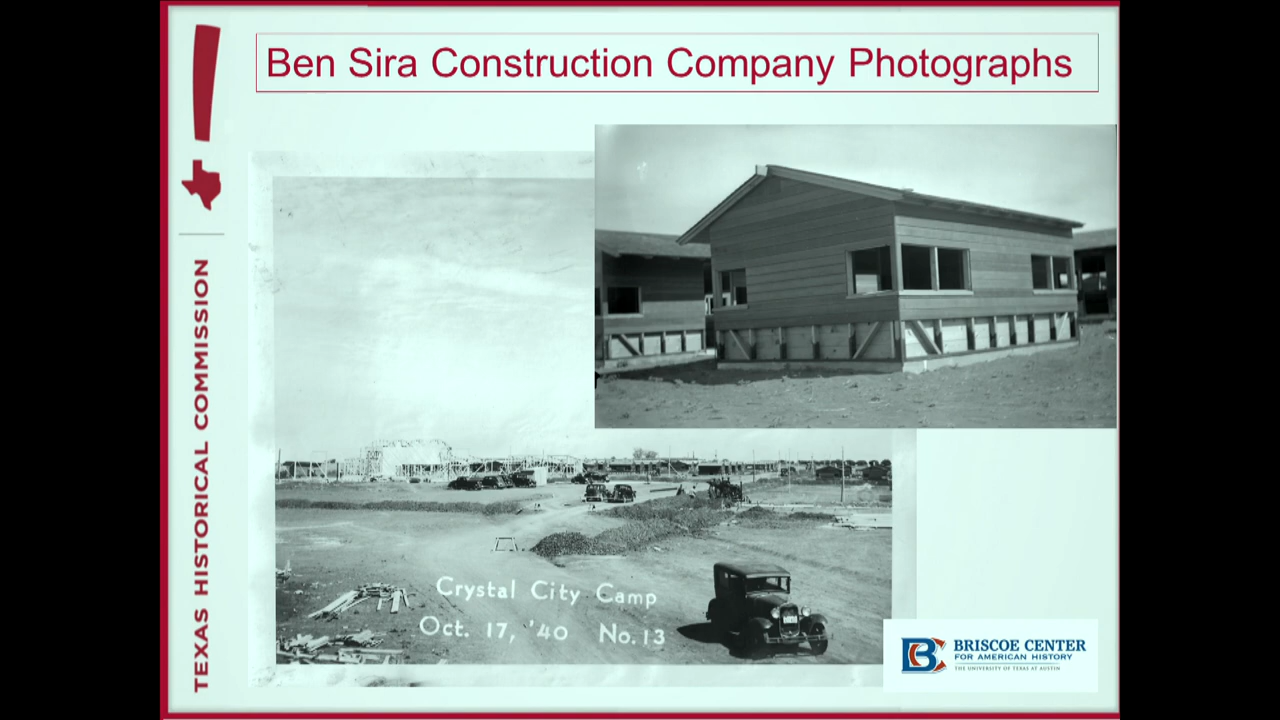 Ben Sira Construction Company Photographs
TEXAS HISTORICAL COMMISSION
Crystal City Camp
Oct. 17, '40 No. 13
BRISCOE CENTER
FOR AMERICAN HISTORY
THE UNIVERSITY OF TEXAS AT AUSTIN